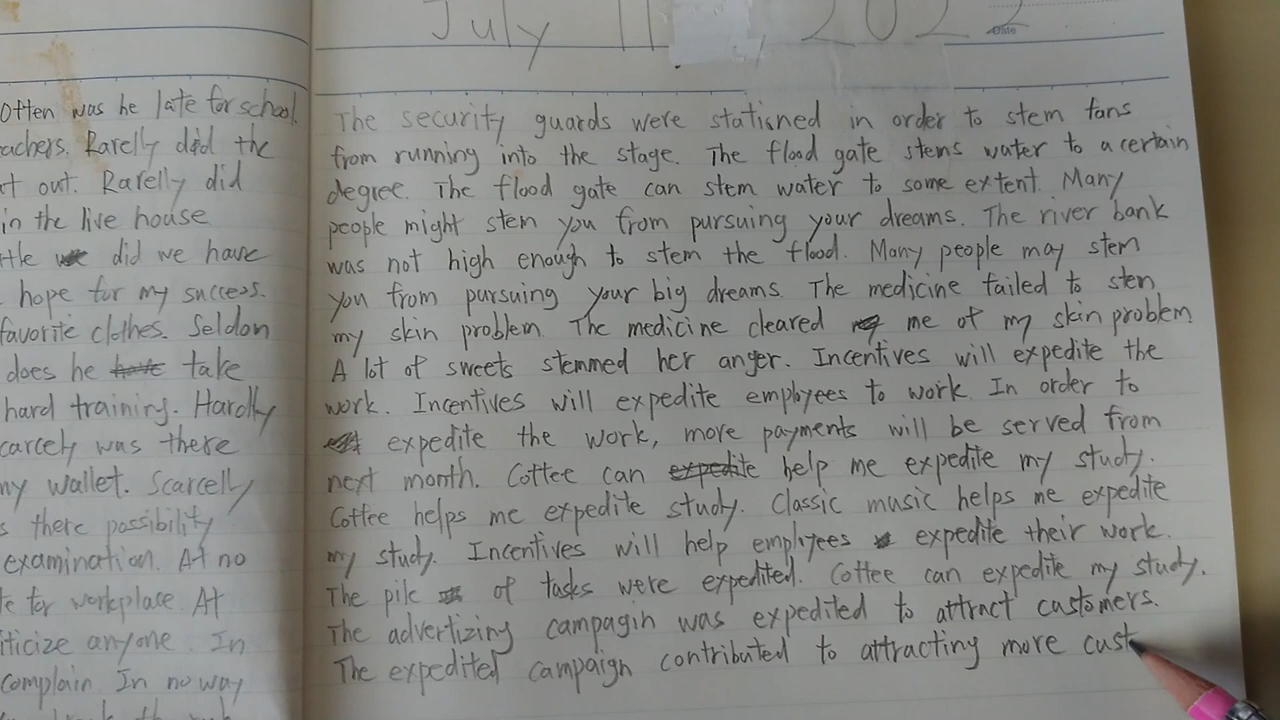 July 11, 2022
Date
Often was he late for school.
achers. Rarelly did the
t out. Rarelly did
in the live house
ttle did we have
hope for my success.
favorite clothes. Seldon
does he have take
hard training. Hardlly
carcely was there
my wallet. Scarcelly
s there possibility
examination. At no
te for workplace. At
iticize anyone. In
complain. In no way
The security guards were stationed in order to stem fans
from running into the stage. The flood gate stems water to a certain
degree. The flood gate can stem water to some extent. Many
people might stem you from pursuing your dreams. The river bank
was not high enough to stem the flood. Many people may stem
you from pursuing your big dreams. The medicine failed to stem
my skin problem. The medicine cleared me of my skin problem.
A lot of sweets stemmed her anger. Incentives will expedite the
work. Incentives will expedite employees to work. In order to
expedite the work, more payments will be served from
next month. Coffee can expedite help me expedite my study.
Coffee helps me expedite study. Classic music helps me expedite
my study. Incentives will help employees expedite their work.
The pile of tasks were expedited. Coffee can expedite my study.
The advertizing campagin was expedited to attract customers.
The expedited campaign contributed to attracting more cust